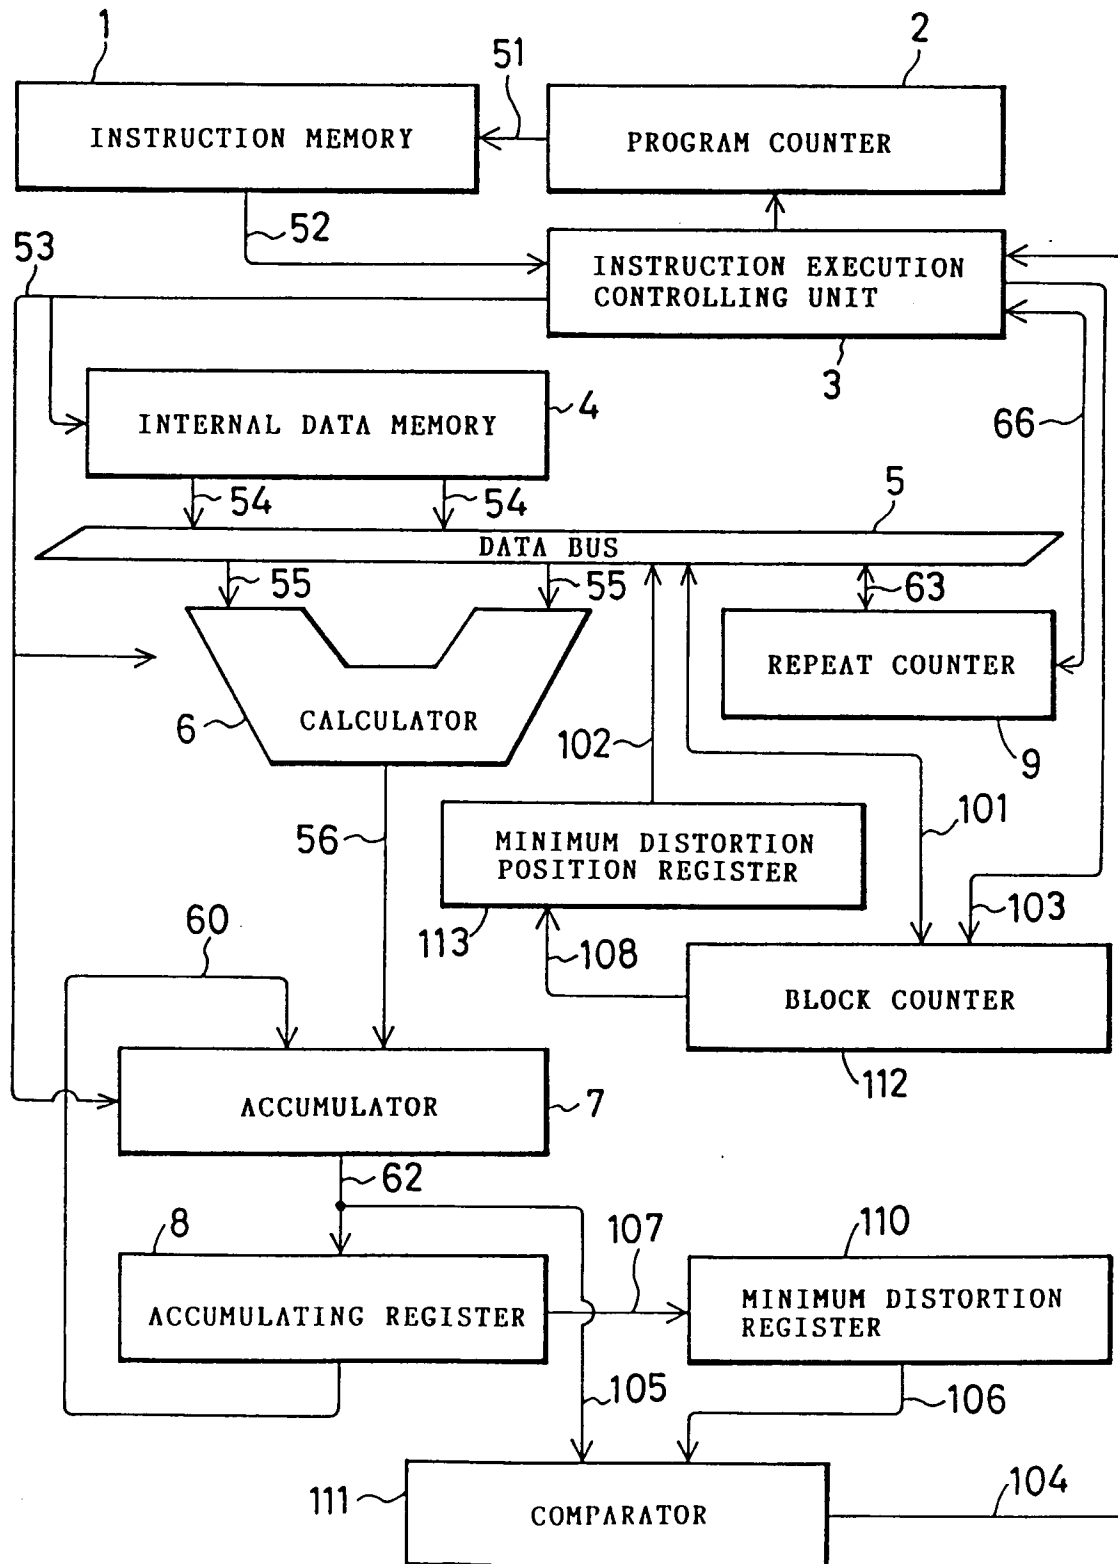 1
51
2
INSTRUCTION MEMORY
PROGRAM COUNTER
52
53
INSTRUCTION EXECUTION
CONTROLLING UNIT
3
INTERNAL DATA MEMORY
4
66
54
54
5
DATA BUS
55
55
63
REPEAT COUNTER
CALCULATOR
6
102
9
101
56
MINIMUM DISTORTION
POSITION REGISTER
103
60
113
108
BLOCK COUNTER
112
ACCUMULATOR
7
62
8
107
110
ACCUMULATING REGISTER
MINIMUM DISTORTION
REGISTER
105
106
111
COMPARATOR
104